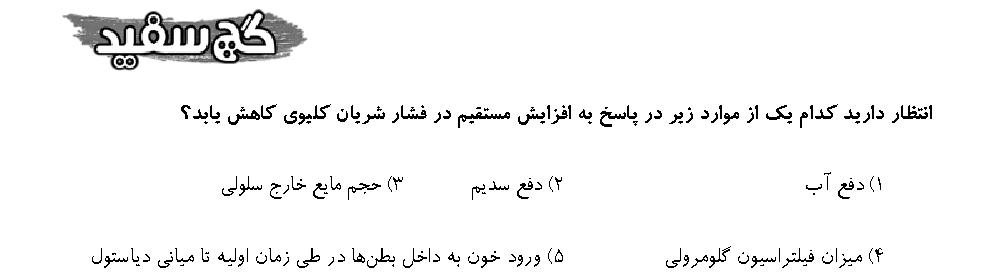 گچ سفید
انتظار دارید کدام یک از موارد زیر در پاسخ به افزایش مستقیم در فشار شریان کلیوی کاهش یابد؟
۱) دفع آب ۲) دفع سدیم ۳) حجم مایع خارج سلولی
۴) میزان فیلتراسیون گلومرولی ۵) ورود خون به داخل بطن‌ها در طی زمان اولیه تا میانی دیاستول